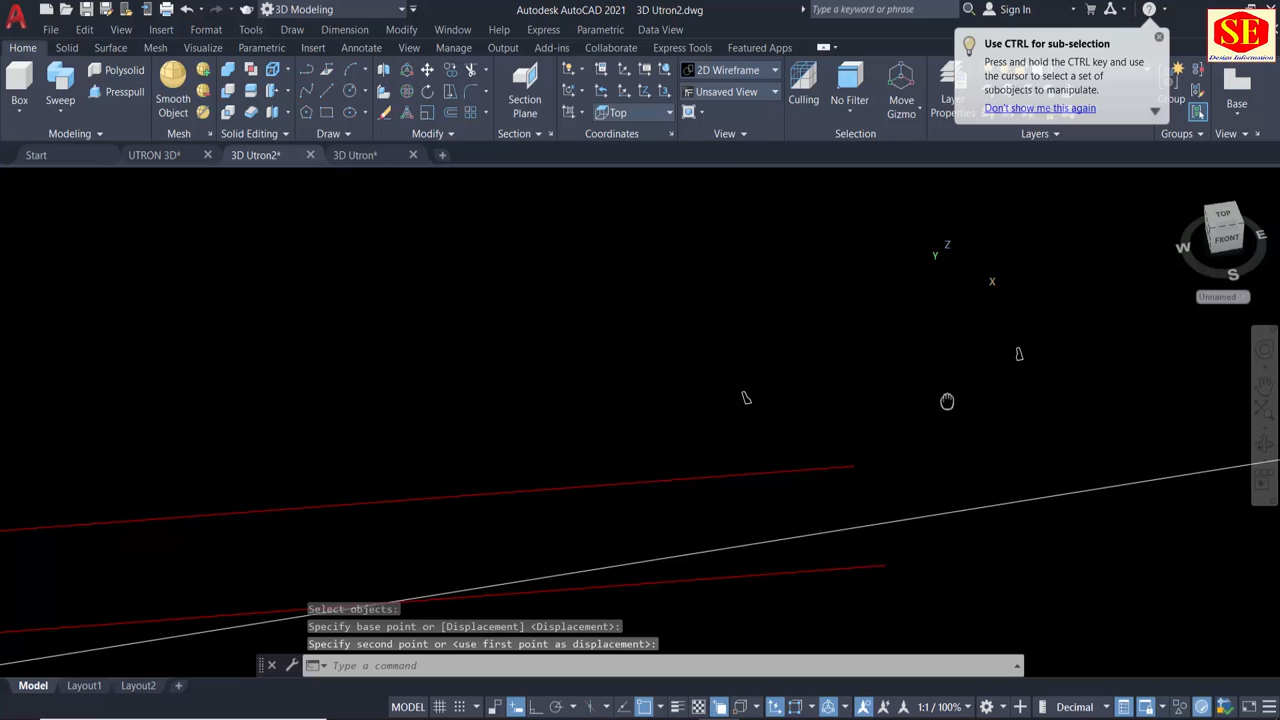 3D Modeling
Autodesk AutoCAD 2021 3D Utron2.dwg
Type a keyword or phrase
Sign In
SE
Design Information
File Edit View Insert Format Tools Draw Dimension Modify Window Help Express Parametric Data View
Home Solid Surface Mesh Visualize Parametric Insert Annotate View Manage Output Add-ins Collaborate Express Tools Featured Apps
Use CTRL for sub-selection
Press and hold the CTRL key and use
the cursor to select a set of
subobjects to manipulate.
Don't show me this again
Box
Sweep
Polysolid
Presspull
Smooth
Object
Section
Plane
2D Wireframe
Unsaved View
Top
Culling
No Filter
Move
Gizmo
Layer
Properties
Group
Base
Modeling
Mesh
Solid Editing
Draw
Modify
Section
Coordinates
View
Selection
Layers
Groups
View
Start
UTRON 3D*
3D Utron2*
3D Utron*
TOP
FRONT
W
E
S
Unnamed
Z
Y
X
Select objects:
Specify base point or [Displacement] <Displacement>:
Specify second point or <use first point as displacement>:
Type a command
Model Layout1 Layout2
MODEL
1:1 / 100%
Decimal